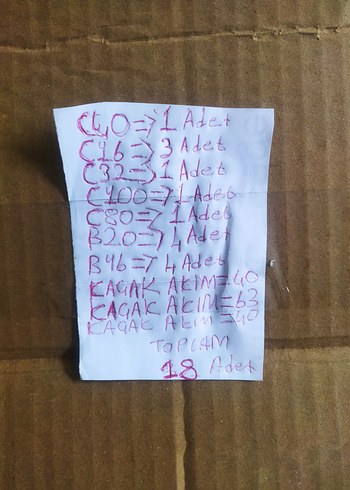 C40=> 1 Adet
C16=> 3 Adet
C32=> 1 Adet
C100=> 1 Adet
C80=> 1 Adet
B20=> 4 Adet
B16=> 4 Adet
KAÇAK AKIM=40
KAÇAK AKIM=63
KAÇAK AKIM=40
TOPLAM
18 Adet